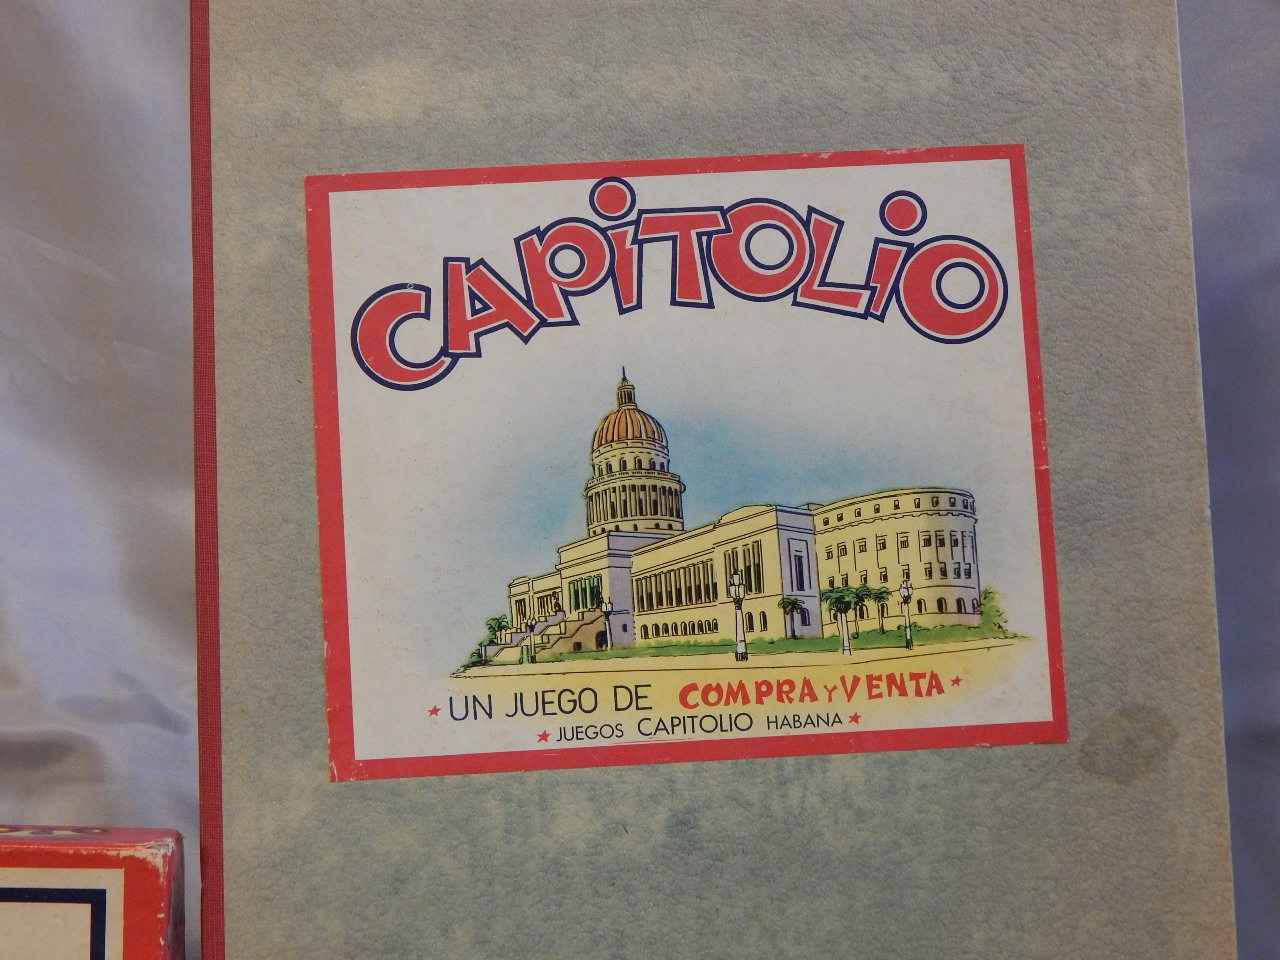 CAPiTOLiO
UN JUEGO DE COMPRA Y VENTA
JUEGOS CAPITOLIO HABANA